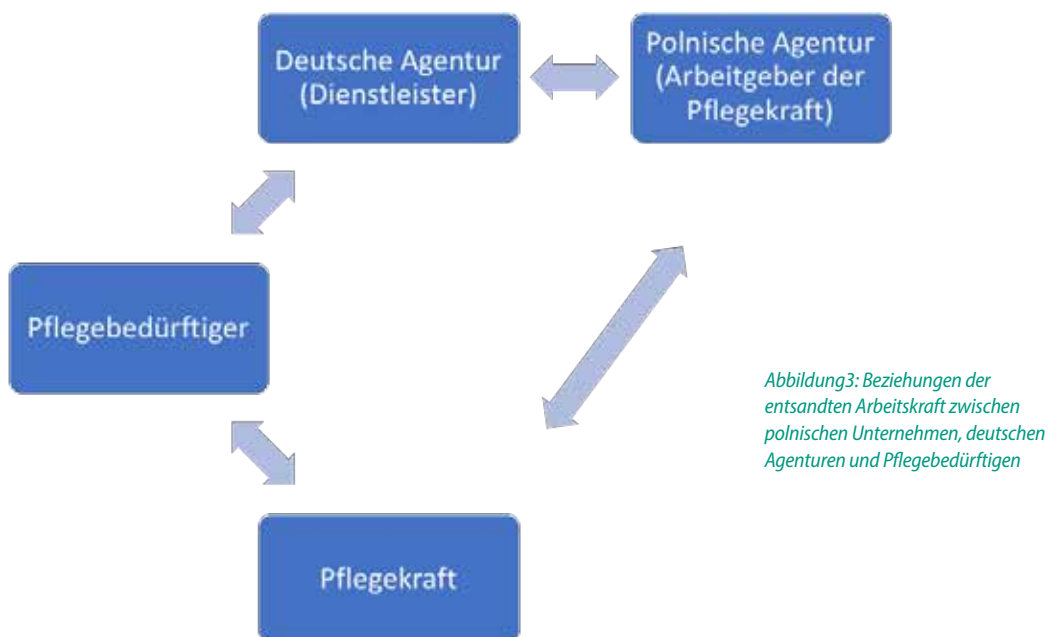 Deutsche Agentur
(Dienstleister)
Polnische Agentur
(Arbeitgeber der
Pflegekraft)
Pflegebedürftiger
Abbildung3: Beziehungen der
entsandten Arbeitskraft zwischen
polnischen Unternehmen, deutschen
Agenturen und Pflegebedürftigen
Pflegekraft